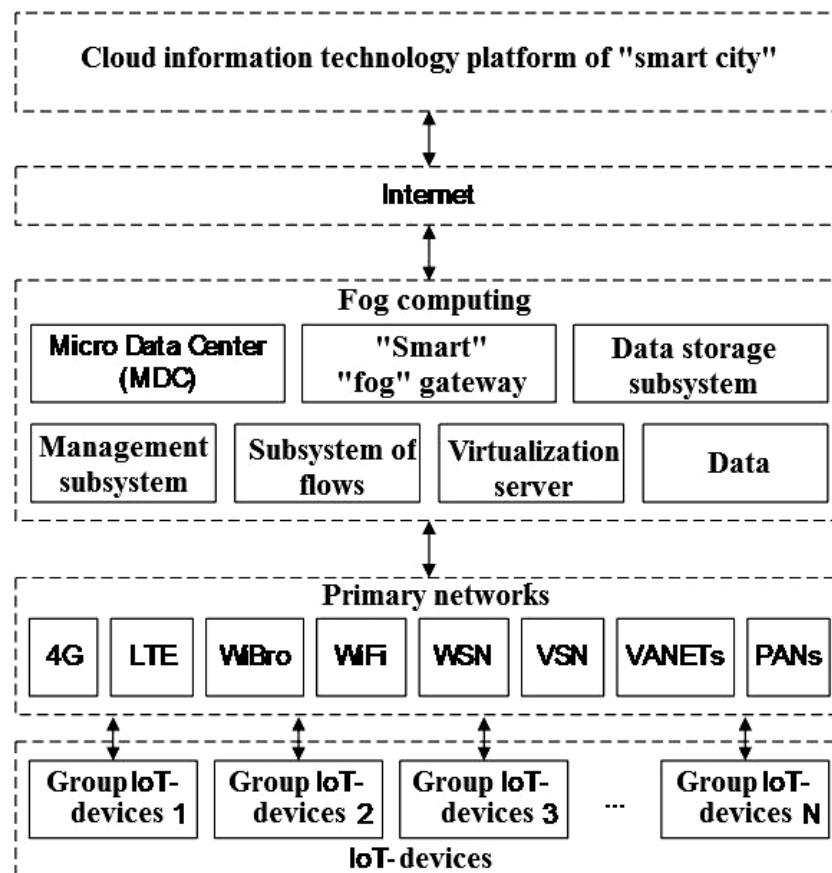 Cloud information technology platform of "smart city"
Internet
Fog computing
Micro Data Center
(MDC)
"Smart"
"fog" gateway
Data storage
subsystem
Management
subsystem
Subsystem of
flows
Virtualization
server
Data
Primary networks
4G
LTE
WiBro
WiFi
WSN
VSN
VANETs
PANs
Group IoT-
devices 1
Group IoT-
devices 2
Group IoT-
devices 3
...
Group IoT-
devices N
IoT-devices